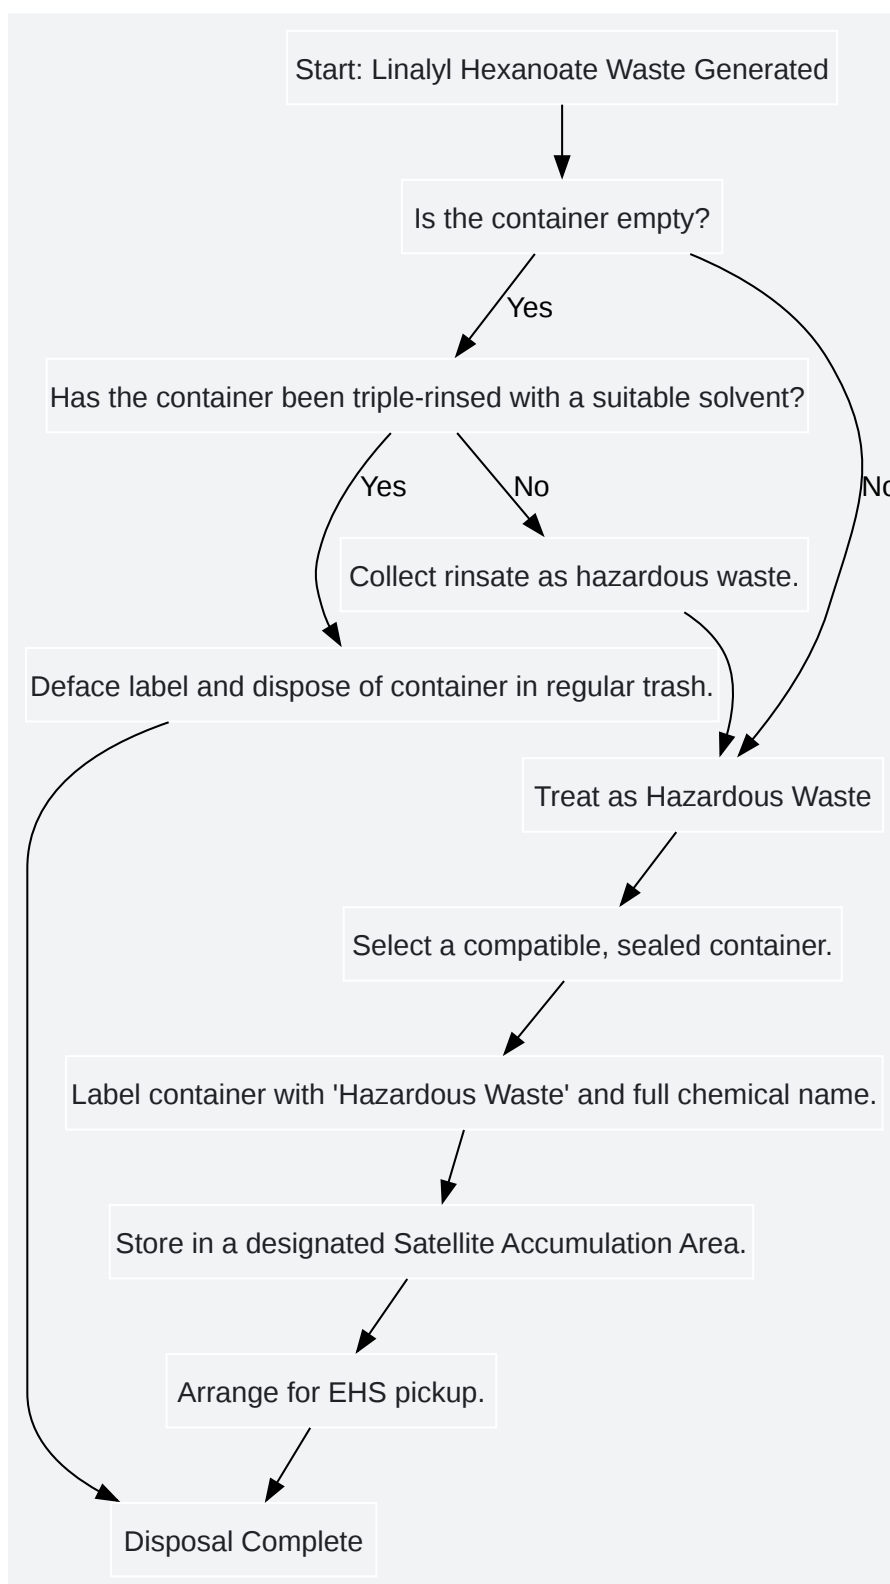 Start: Linalyl Hexanoate Waste Generated
Is the container empty?
Yes
Has the container been triple-rinsed with a suitable solvent?
Yes
No
No
Collect rinsate as hazardous waste.
Deface label and dispose of container in regular trash.
Treat as Hazardous Waste
Select a compatible, sealed container.
Label container with 'Hazardous Waste' and full chemical name.
Store in a designated Satellite Accumulation Area.
Arrange for EHS pickup.
Disposal Complete